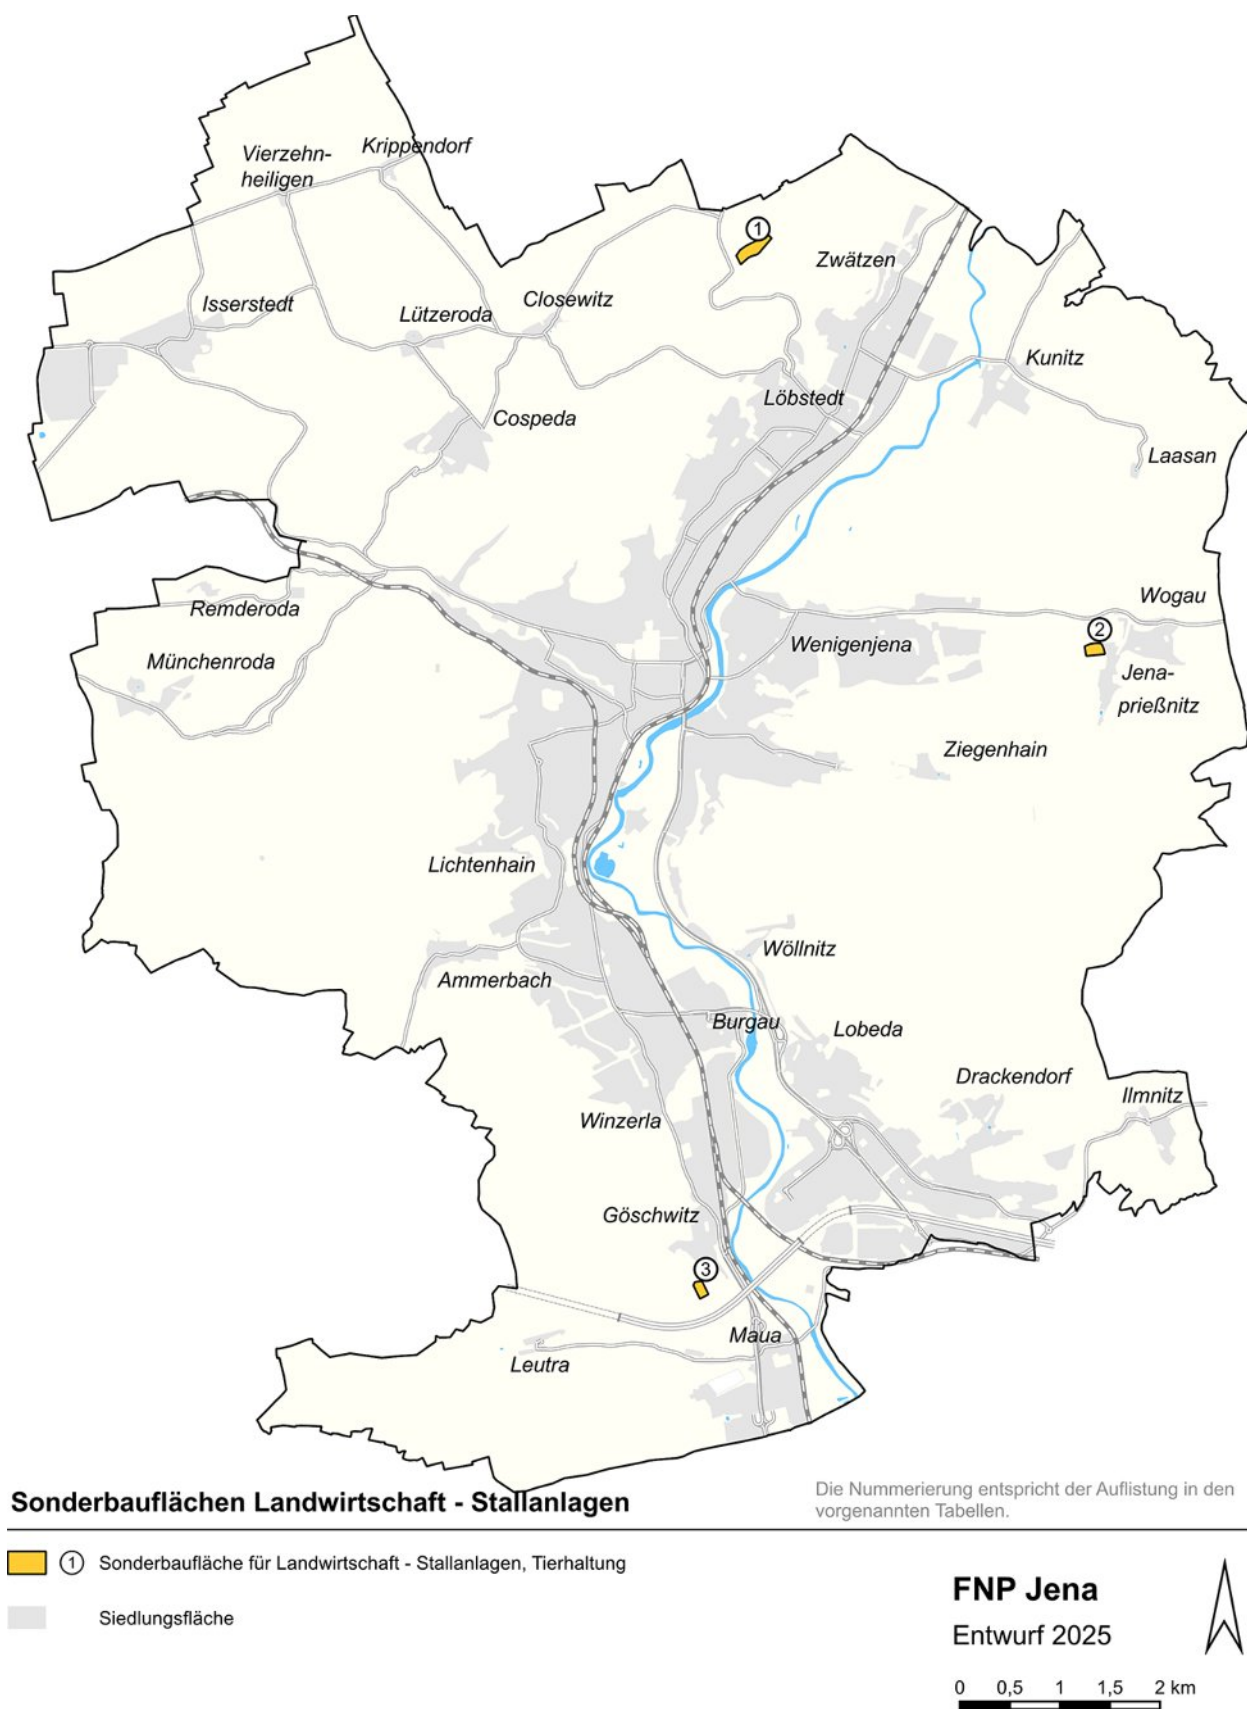 Vierzehn-
heiligen
Krippendorf
1
Zwätzen
Isserstedt
Lützeroda
Closewitz
Kunitz
Löbstedt
Cospeda
Laasan
Remderoda
Wogau
2
Münchenroda
Wenigenjena
Jena-
prießnitz
Ziegenhain
Lichtenhain
Wöllnitz
Ammerbach
Burgau
Lobeda
Drackendorf
Ilmnitz
Winzerla
Göschwitz
3
Maua
Leutra
Sonderbauflächen Landwirtschaft - Stallanlagen
Die Nummerierung entspricht der Auflistung in den
vorgenannten Tabellen.
1 Sonderbaufläche für Landwirtschaft - Stallanlagen, Tierhaltung
Siedlungsfläche
FNP Jena
Entwurf 2025
0 0,5 1 1,5 2 km